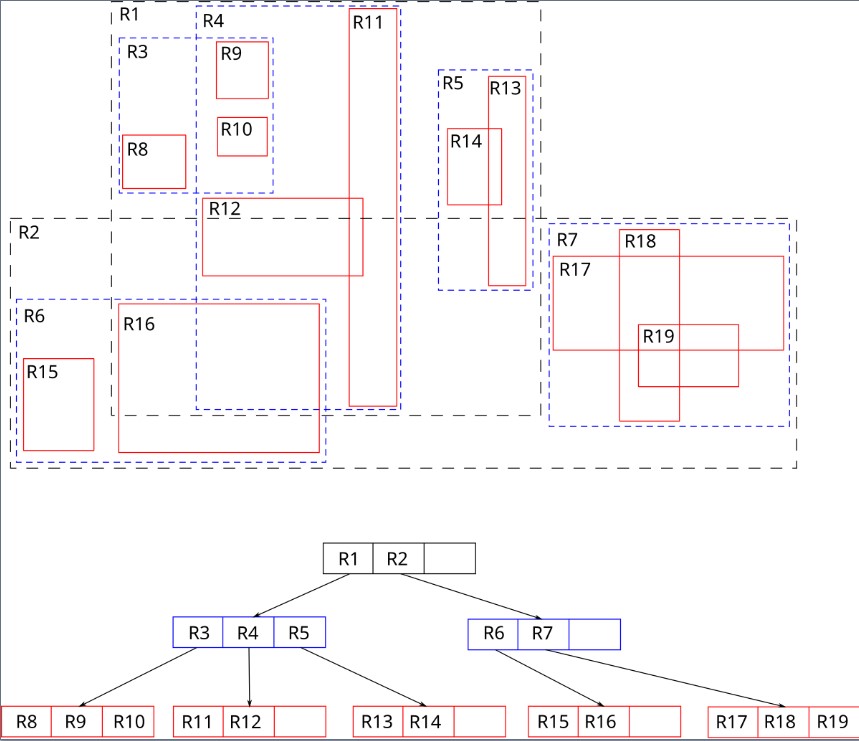 R1
R4
R11
R3
R9
R5
R13
R10
R14
R8
R12
R2
R7
R18
R17
R6
R16
R19
R15
R1 R2
R3 R4 R5
R6 R7
R8 R9 R10
R11 R12
R13 R14
R15 R16
R17 R18 R19